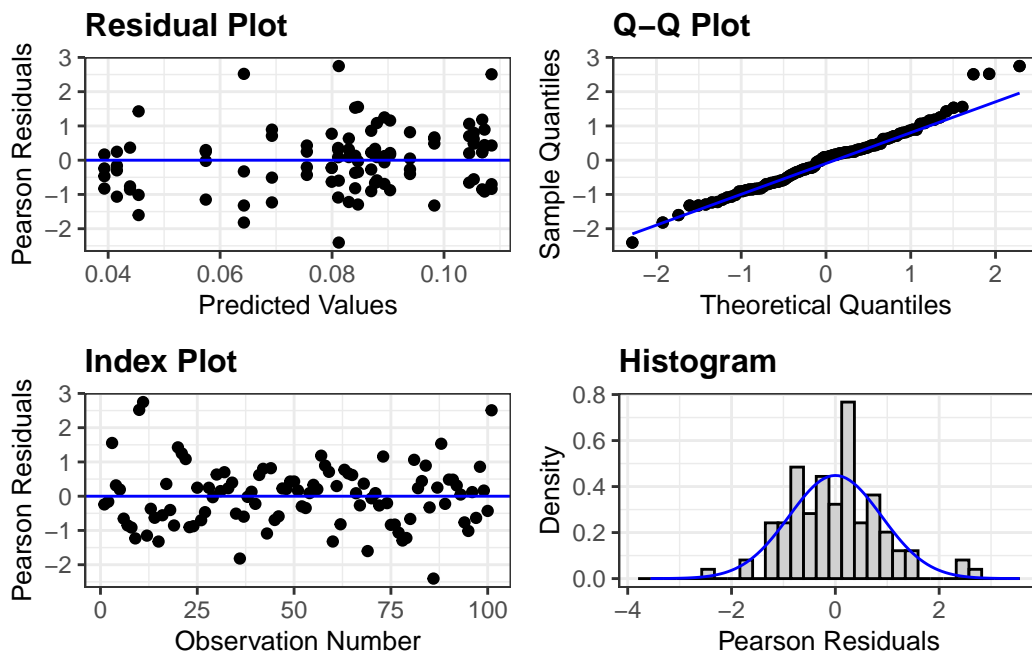 Residual Plot
Pearson Residuals
3
2
1
0
−1
−2
0.04 0.06 0.08 0.10
Predicted Values
Q−Q Plot
Sample Quantiles
3
2
1
0
−1
−2
−2 −1 0 1 2
Theoretical Quantiles
Index Plot
Pearson Residuals
3
2
1
0
−1
−2
0 25 50 75 100
Observation Number
Histogram
Density
0.8
0.6
0.4
0.2
0.0
−4 −2 0 2
Pearson Residuals